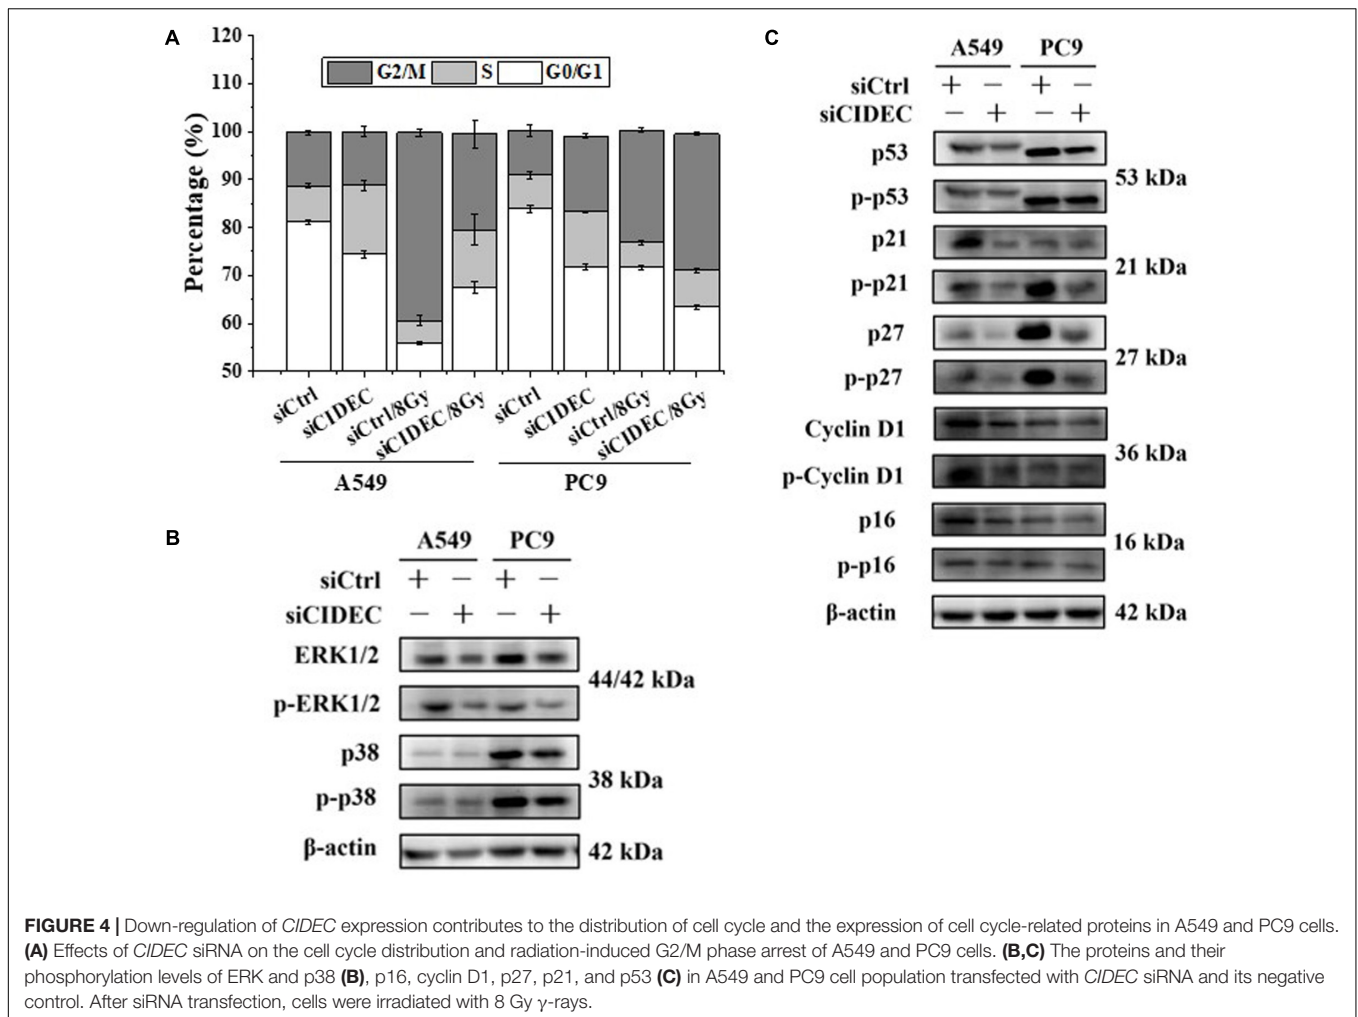 A
120
110
100
90
80
70
60
50
Percentage (%)
G2/M S G0/G1
siCtrl
siCIDEC
siCtrl/8Gy
siCIDEC/8Gy
siCtrl
siCIDEC
siCtrl/8Gy
siCIDEC/8Gy
A549 PC9
B
A549 PC9
siCtrl + − + −
siCIDEC − + − +
ERK1/2
44/42 kDa
p-ERK1/2
p38
38 kDa
p-p38
β-actin 42 kDa
C
A549 PC9
siCtrl + − + −
siCIDEC − + − +
p53
53 kDa
p-p53
p21
21 kDa
p-p21
p27
27 kDa
p-p27
Cyclin D1
36 kDa
p-Cyclin D1
p16
16 kDa
p-p16
β-actin 42 kDa
FIGURE 4 | Down-regulation of CIDEC expression contributes to the distribution of cell cycle and the expression of cell cycle-related proteins in A549 and PC9 cells.
(A) Effects of CIDEC siRNA on the cell cycle distribution and radiation-induced G2/M phase arrest of A549 and PC9 cells. (B,C) The proteins and their
phosphorylation levels of ERK and p38 (B), p16, cyclin D1, p27, p21, and p53 (C) in A549 and PC9 cell population transfected with CIDEC siRNA and its negative
control. After siRNA transfection, cells were irradiated with 8 Gy γ-rays.